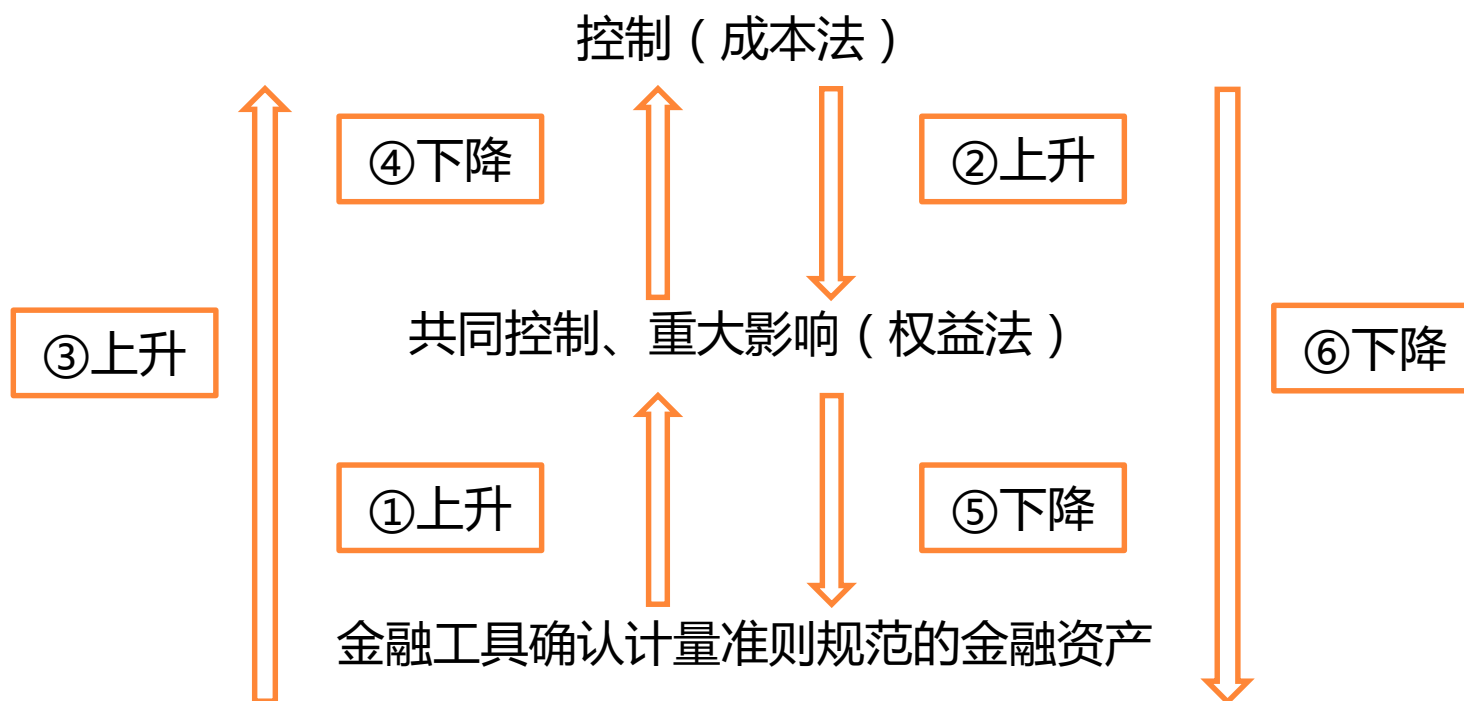 控制（成本法）
④下降
②上升
③上升
共同控制、重大影响（权益法）
⑥下降
①上升
⑤下降
金融工具确认计量准则规范的金融资产